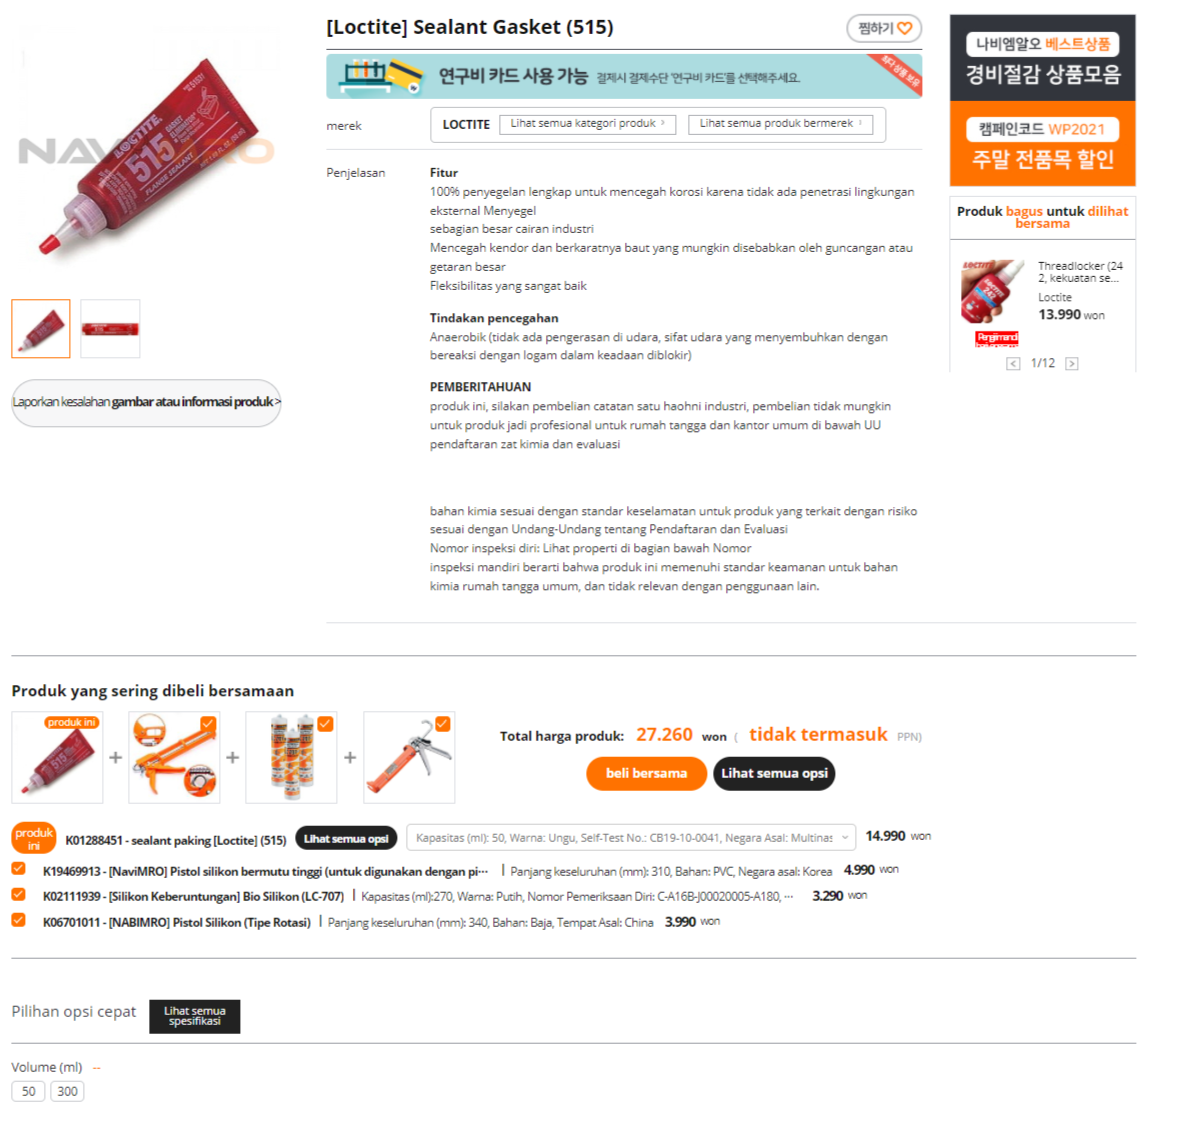 [Loctite] Sealant Gasket (515)
찜하기
연구비 카드 사용 가능 결제시 결제수단 '연구비 카드'를 선택해주세요.
최다 상품 보유
merek
LOCTITE
Lihat semua kategori produk >
Lihat semua produk bermerek
Penjelasan
Fitur
100% penyegelan lengkap untuk mencegah korosi karena tidak ada penetrasi lingkungan
eksternal Menyegel
sebagian besar cairan industri
Mencegah kendor dan berkaratnya baut yang mungkin disebabkan oleh guncangan atau
getaran besar
Fleksibilitas yang sangat baik
Tindakan pencegahan
Anaerobik (tidak ada pengerasan di udara, sifat udara yang menyembuhkan dengan
bereaksi dengan logam dalam keadaan diblokir)
PEMBERITAHUAN
produk ini, silakan pembelian catatan satu haohni industri, pembelian tidak mungkin
untuk produk jadi profesional untuk rumah tangga dan kantor umum di bawah UU
pendaftaran zat kimia dan evaluasi
bahan kimia sesuai dengan standar keselamatan untuk produk yang terkait dengan risiko
sesuai dengan Undang-Undang tentang Pendaftaran dan Evaluasi
Nomor inspeksi diri: Lihat properti di bagian bawah Nomor
inspeksi mandiri berarti bahwa produk ini memenuhi standar keamanan untuk bahan
kimia rumah tangga umum, dan tidak relevan dengan penggunaan lain.
LOCTITE.
515
GASKET
FLANGE SEALANT
Laporkan kesalahan gambar atau informasi produk >
나비엠알오 베스트상품
경비절감 상품모음
캠페인코드 WP2021
주말 전품목 할인
Produk bagus untuk dilihat
bersama
LOCTITE
Threadlocker (24
2, kekuatan se...
Loctite
13.990 won
< 1/12 >
Produk yang sering dibeli bersamaan
produk ini
515
+
+
+
Total harga produk: 27.260 won ( tidak termasuk PPN)
beli bersama
Lihat semua opsi
produk
ini
K01288451 - sealant paking [Loctite] (515)
Lihat semua opsi
Kapasitas (ml): 50, Warna: Ungu, Self-Test No.: CB19-10-0041, Negara Asal: Multinas
14.990 won
K19469913 - [NaviMRO] Pistol silikon bermutu tinggi (untuk digunakan dengan pi··· | Panjang keseluruhan (mm): 310, Bahan: PVC, Negara asal: Korea 4.990 won
K02111939 - [Silikon Keberuntungan] Bio Silikon (LC-707) | Kapasitas (ml):270, Warna: Putih, Nomor Pemeriksaan Diri: C-A16B-J00020005-A180, ··· 3.290 won
K06701011 - [NABIMRO] Pistol Silikon (Tipe Rotasi) | Panjang keseluruhan (mm): 340, Bahan: Baja, Tempat Asal: China 3.990 won
Pilihan opsi cepat
Lihat semua
spesifikasi
Volume (ml) --
50
300